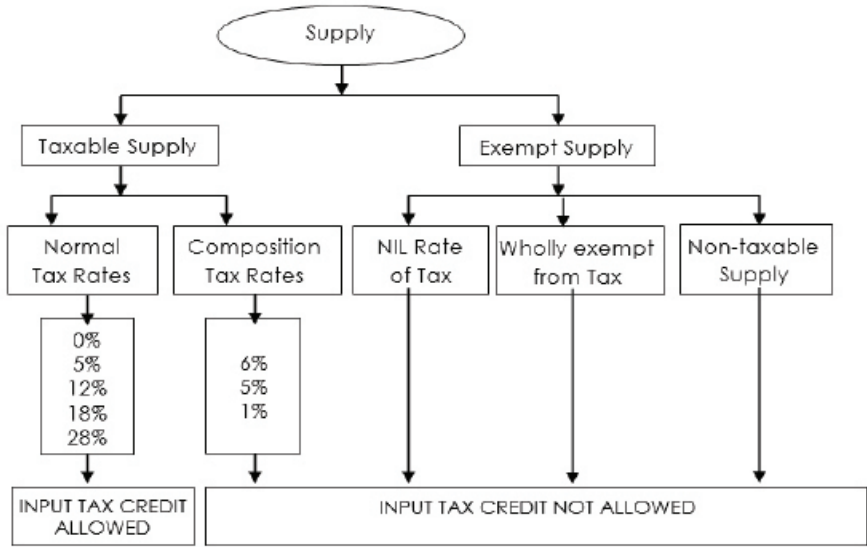 Supply
Taxable Supply
Exempt Supply
Normal
Tax Rates
Composition
Tax Rates
NIL Rate
of Tax
Wholly exempt
from Tax
Non-taxable
Supply
0%
5%
12%
18%
28%
6%
5%
1%
INPUT TAX CREDIT
ALLOWED
INPUT TAX CREDIT NOT ALLOWED